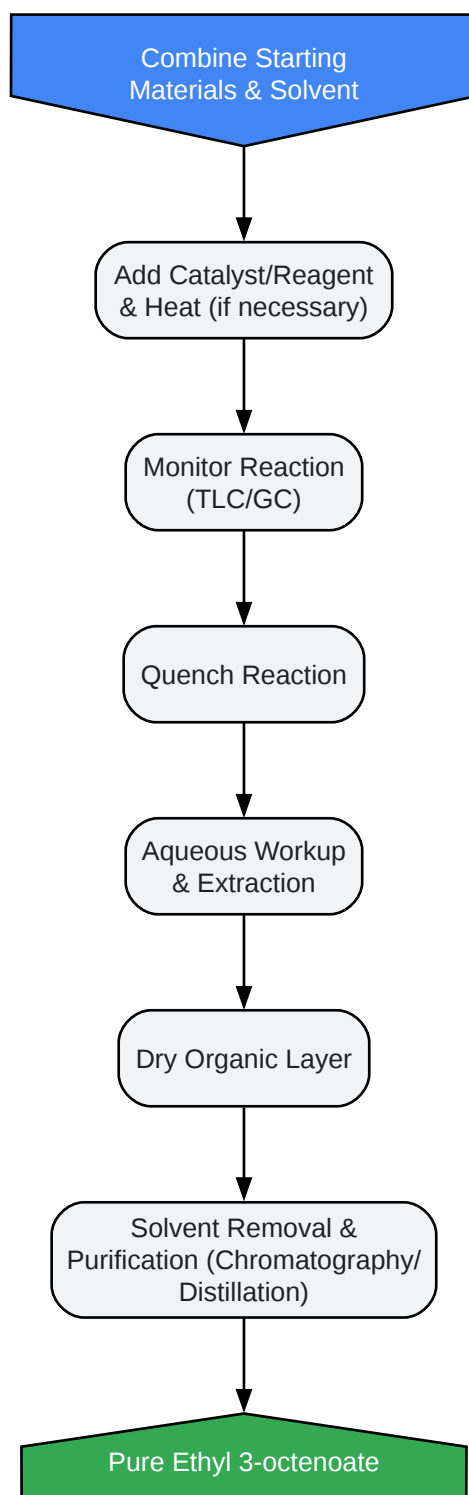 Combine Starting
Materials & Solvent
Add Catalyst/Reagent
& Heat (if necessary)
Monitor Reaction
(TLC/GC)
Quench Reaction
Aqueous Workup
& Extraction
Dry Organic Layer
Solvent Removal &
Purification (Chromatography/
Distillation)
Pure Ethyl 3-octenoate